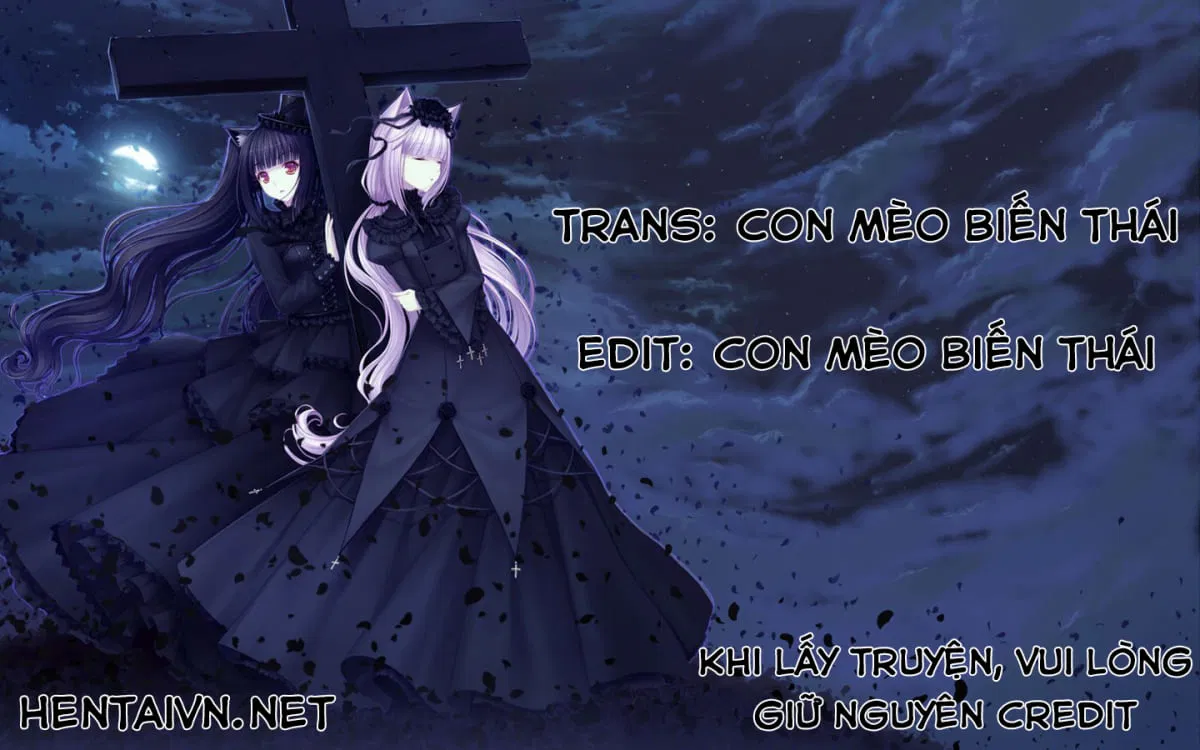 TRANS: CON MÈO BIẾN THÁI
EDIT: CON MÈO BIẾN THÁI
KHI LẤY TRUYỆN, VUI LÒNG
GIỮ NGUYÊN CREDIT
HENTAIVN.NET